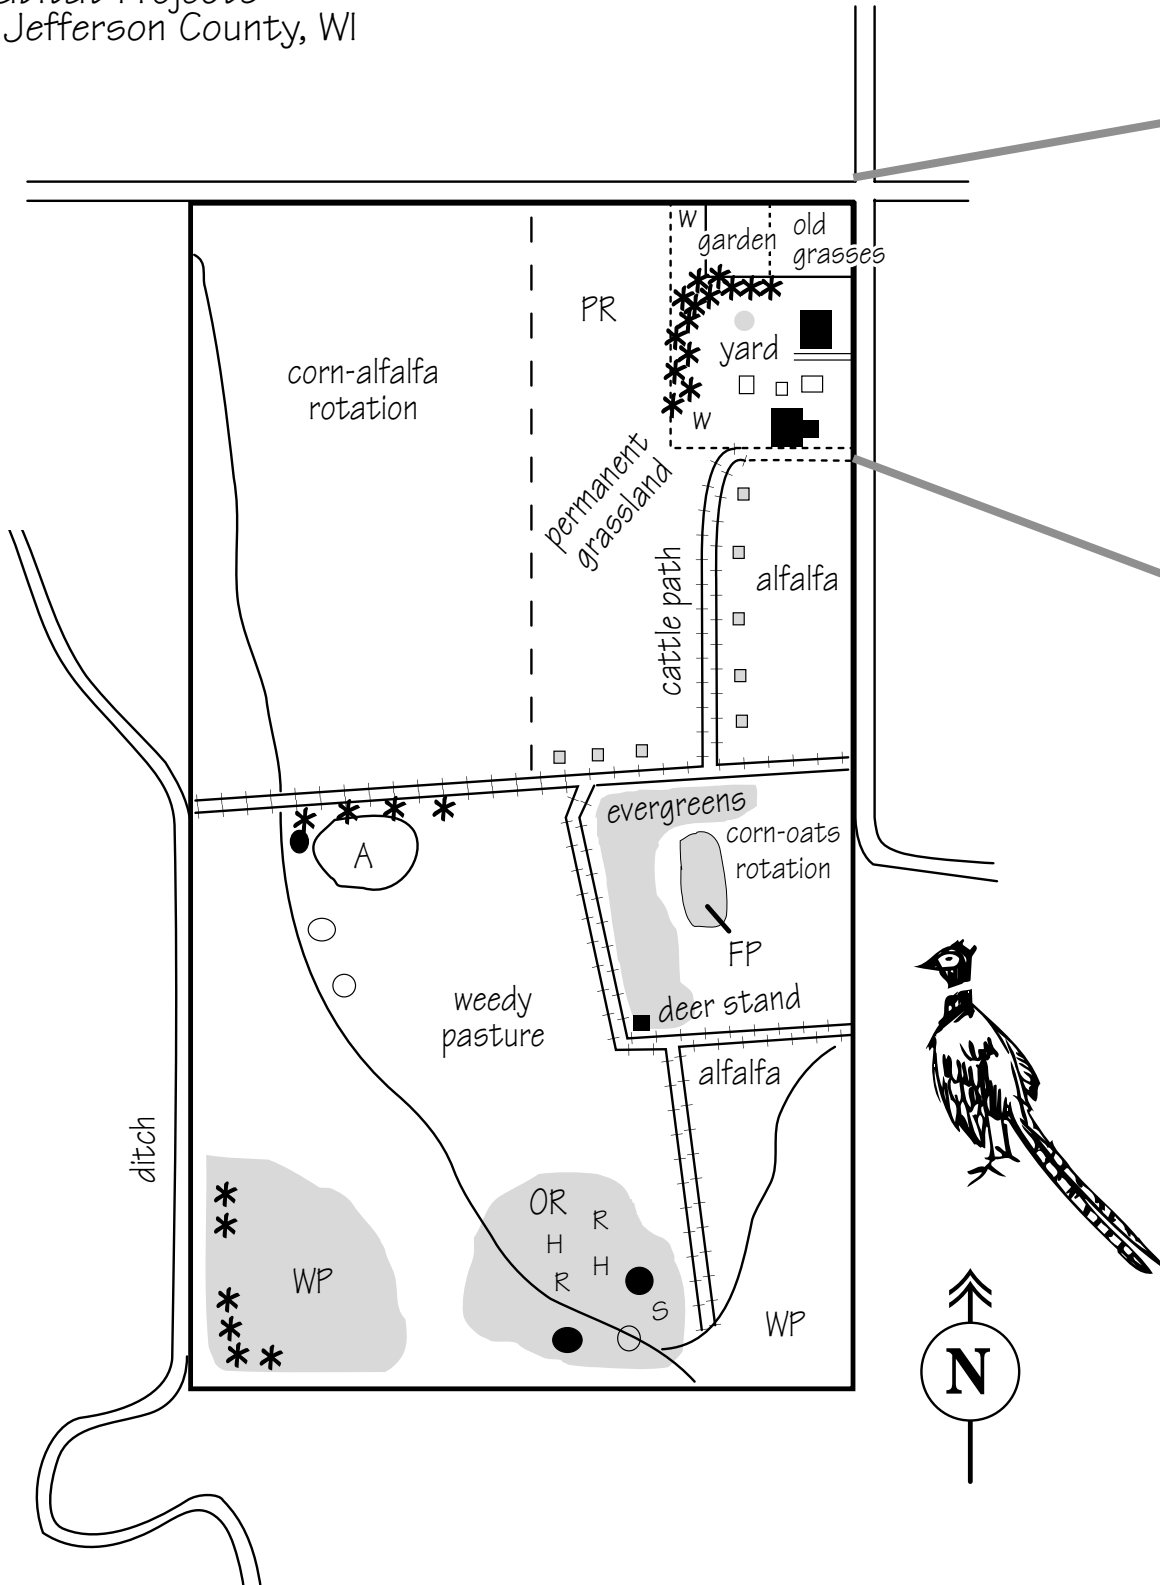 Projects
Jefferson County, WI
W
garden
old
grasses
PR
yard
corn-alfalfa
rotation
W
permanent
grassland
cattle path
alfalfa
evergreens
corn-oats
rotation
A
FP
deer stand
weedy
pasture
alfalfa
ditch
OR
R
H
H
R
S
WP
WP
N